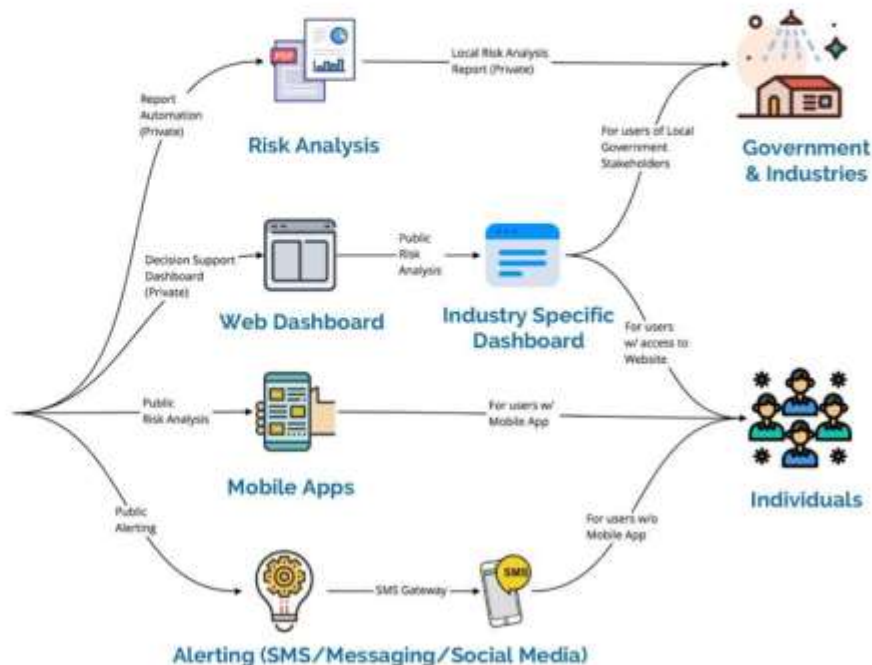 PDF
Local Risk Analysis
Report (Private)
Report
Automation
(Private)
Risk Analysis
For users of Local
Government
Stakeholders
Government
& Industries
Public
Risk
Analysis
Decision Support
Dashboard
(Private)
Web Dashboard
Industry Specific
Dashboard
For users
w/ access to
Website
Public
Risk Analysis
For users w/
Mobile App
Mobile Apps
Individuals
Public
Alerting
For users w/o
Mobile App
SMS Gateway
SMS
Alerting (SMS/Messaging/Social Media)